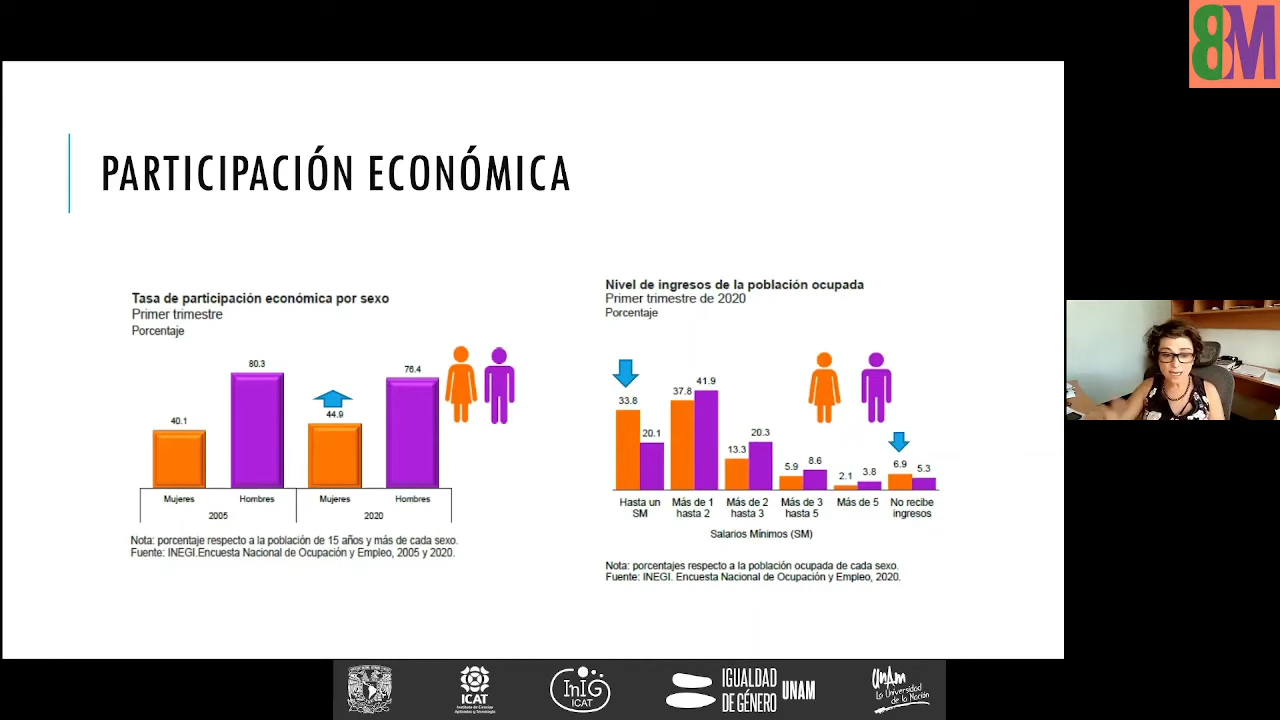 8M
PARTICIPACIÓN ECONÓMICA
Tasa de participación económica por sexo
Primer trimestre
Porcentaje
40.1
80.3
44.9
76.4
Mujeres
Hombres
Mujeres
Hombres
2005
2020
Nota: porcentaje respecto a la población de 15 años y más de cada sexo.
Fuente: INEGI.Encuesta Nacional de Ocupación y Empleo, 2005 y 2020.
Nivel de ingresos de la población ocupada
Primer trimestre de 2020
Porcentaje
33.8
20.1
37.8
41.9
13.3
20.3
5.9
8.6
2.1
3.8
6.9
5.3
Hasta un
SM
Más de 1
hasta 2
Más de 2
hasta 3
Más de 3
hasta 5
Más de 5
No recibe
ingresos
Salarios Mínimos (SM)
Nota: porcentajes respecto a la población ocupada de cada sexo.
Fuente: INEGI. Encuesta Nacional de Ocupación y Empleo, 2020.
ICAT
Instituto de Ciencias
Aplicadas y Tecnología
InIG
ICAT
IGUALDAD
DE GÉNERO
UNAM
UNAM
La Universidad
de la Nación